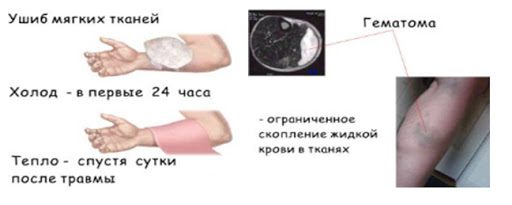 Ушиб мягких тканей
Гематома
Холод - в первые 24 часа
- ограниченное
скопление жидкой
крови в тканях
Тепло - спустя сутки
после травмы